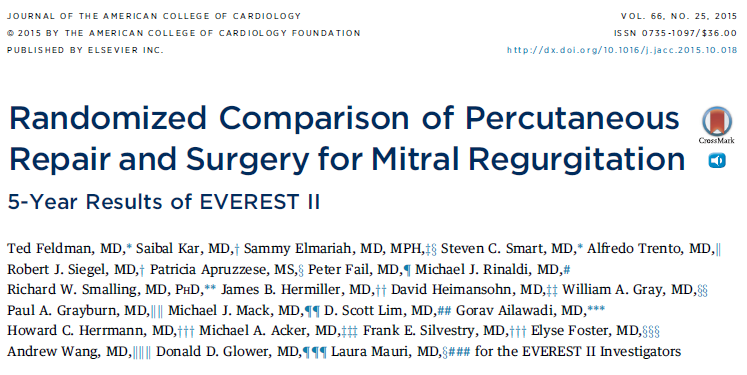 JOURNAL OF THE AMERICAN COLLEGE OF CARDIOLOGY
VOL. 66, NO. 25, 2015
© 2015 BY THE AMERICAN COLLEGE OF CARDIOLOGY FOUNDATION
ISSN 0735-1097/$36.00
PUBLISHED BY ELSEVIER INC.
http://dx.doi.org/10.1016/j.jacc.2015.10.018
Randomized Comparison of Percutaneous
Repair and Surgery for Mitral Regurgitation
CrossMark
5-Year Results of EVEREST II
Ted Feldman, MD,* Saibal Kar, MD,† Sammy Elmariah, MD, MPH,‡§ Steven C. Smart, MD,* Alfredo Trento, MD,||
Robert J. Siegel, MD,† Patricia Apruzzese, MS,§ Peter Fail, MD,¶ Michael J. Rinaldi, MD,#
Richard W. Smalling, MD, PHD,** James B. Hermiller, MD,†† David Heimansohn, MD,‡‡ William A. Gray, MD,§§
Paul A. Grayburn, MD,|||| Michael J. Mack, MD,¶¶ D. Scott Lim, MD,## Gorav Ailawadi, MD,***
Howard C. Herrmann, MD,††† Michael A. Acker, MD,‡‡‡ Frank E. Silvestry, MD,††† Elyse Foster, MD,§§§
Andrew Wang, MD,|||||| Donald D. Glower, MD,¶¶¶ Laura Mauri, MD,§### for the EVEREST II Investigators